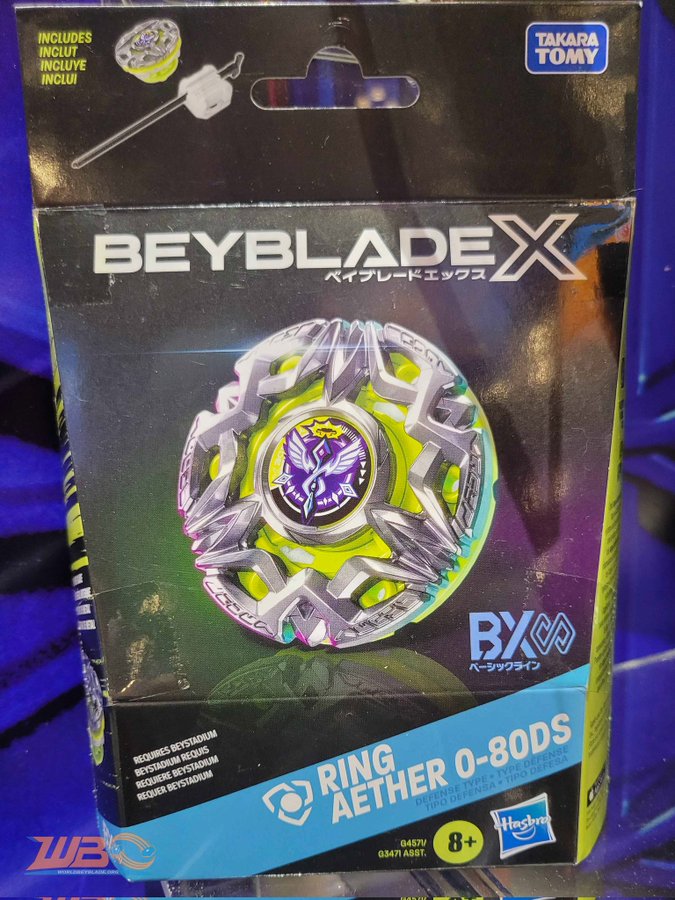 INCLUDES
INCLUT
INCLUYE
INCLUI
TAKARA
TOMY
BEYBLADE X
ベイブレードエックス
BX
ベーシックライン
REQUIRES BEYSTADIUM
BEYSTADIUM REQUIS
REQUIERE BEYSTADIUM
REQUER BEYSTADIUM
RING
AETHER 0-80DS
DEFENSE TYPE • TYPE DÉFENSE
TIPO DEFENSA • TIPO DEFESA
G4571/
G3471 ASST.
8+
Hasbro
WBO
WORLDBEYBLADE.ORG